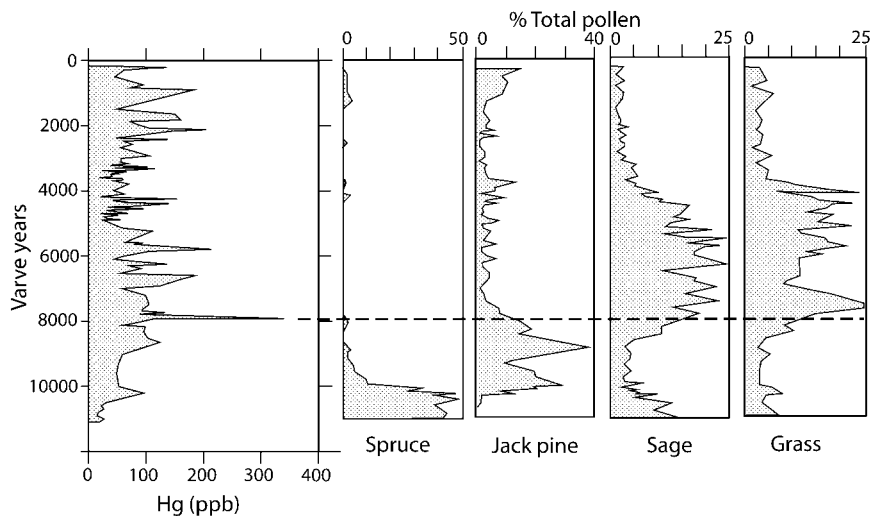 % Total pollen
0 50 0 40 0 25 0 25
0
2000
4000
6000
8000
10000
Varve years
0 100 200 300 400
Hg (ppb)
Spruce Jack pine Sage Grass